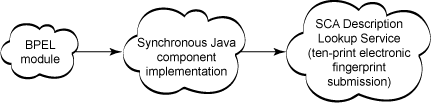 BPEL
module
Synchronous Java
component
implementation
SCA Description
Lookup Service
(ten-print electronic
fingerprint
submission)